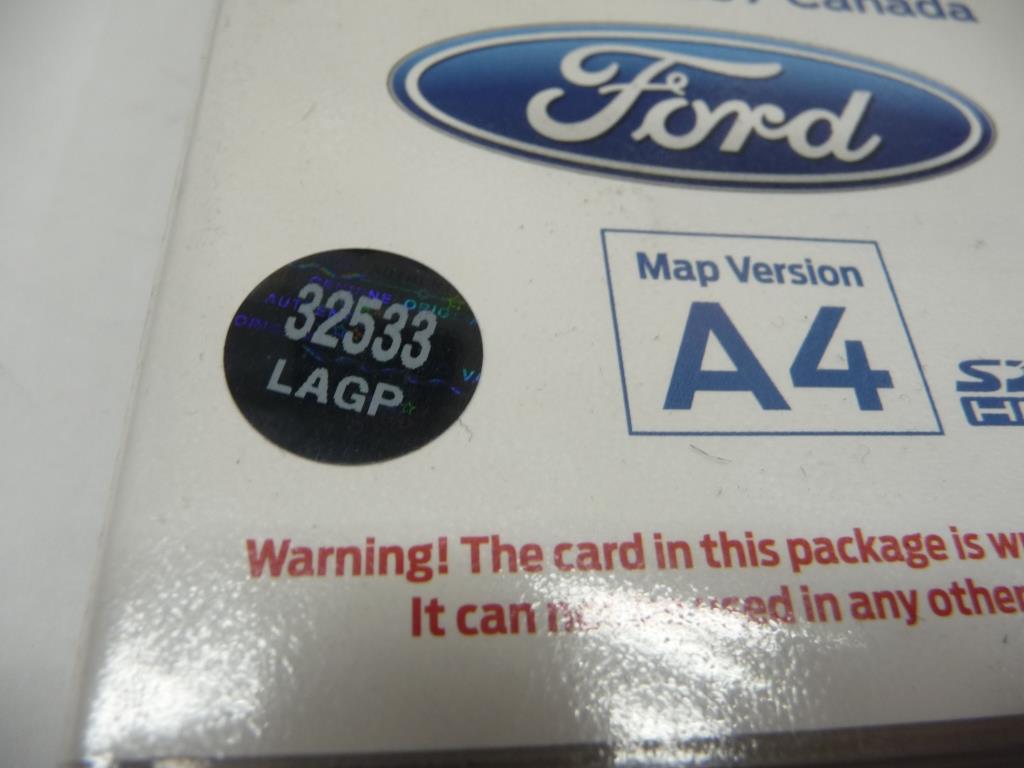 Canada
Ford
32533
LAGP
Map Version
A4
Warning! The card in this package is
It can used in any other